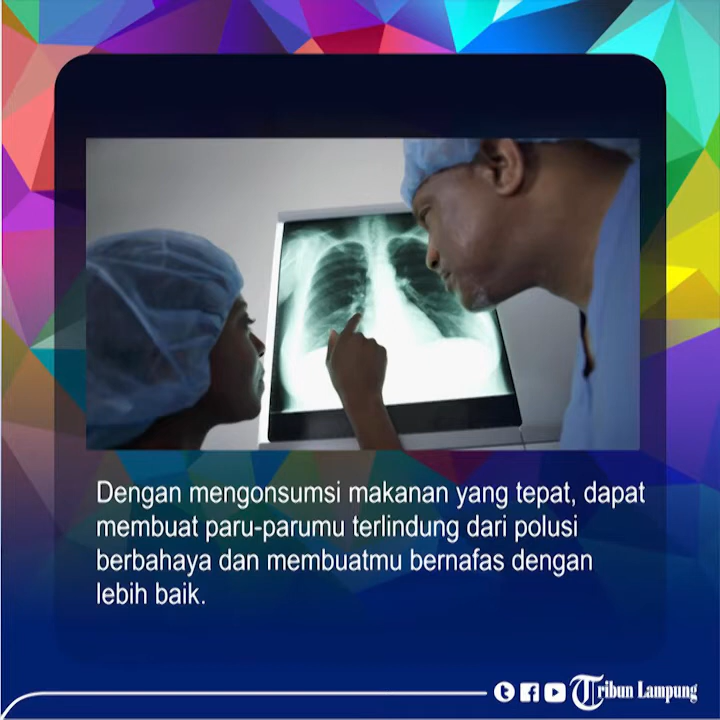 Dengan mengonsumsi makanan yang tepat, dapat
membuat paru-parumu terlindung dari polusi
berbahaya dan membuatmu bernafas dengan
lebih baik.
Tribun Lampung